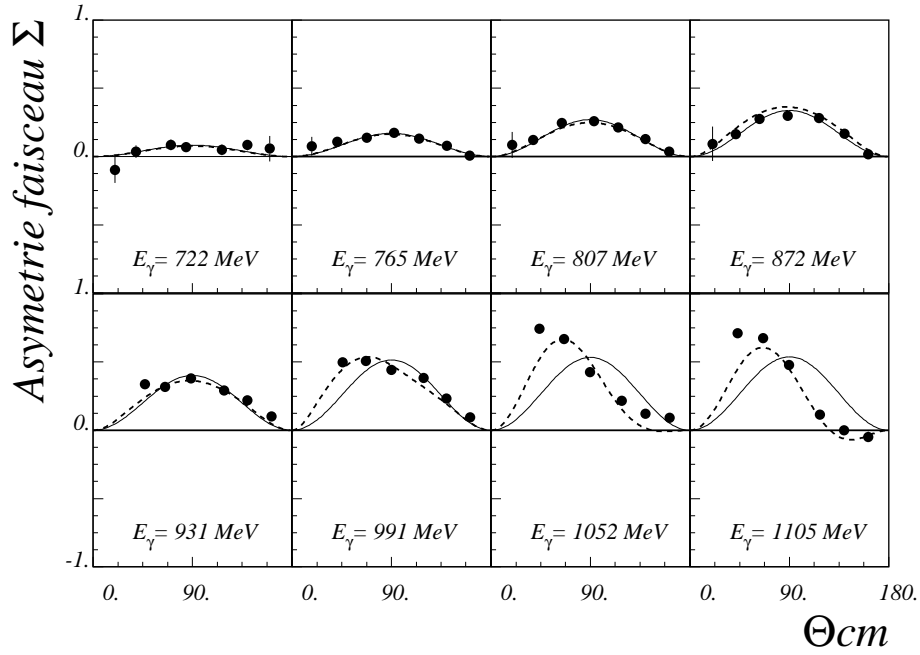 Asymetrie faisceau Σ
1.
0.
E_γ= 722 MeV
E_γ= 765 MeV
E_γ= 807 MeV
E_γ= 872 MeV
1.
0.
-1.
E_γ= 931 MeV
E_γ= 991 MeV
E_γ= 1052 MeV
E_γ= 1105 MeV
0. 90. 0. 90. 0. 90. 0. 90. 180.
Θcm